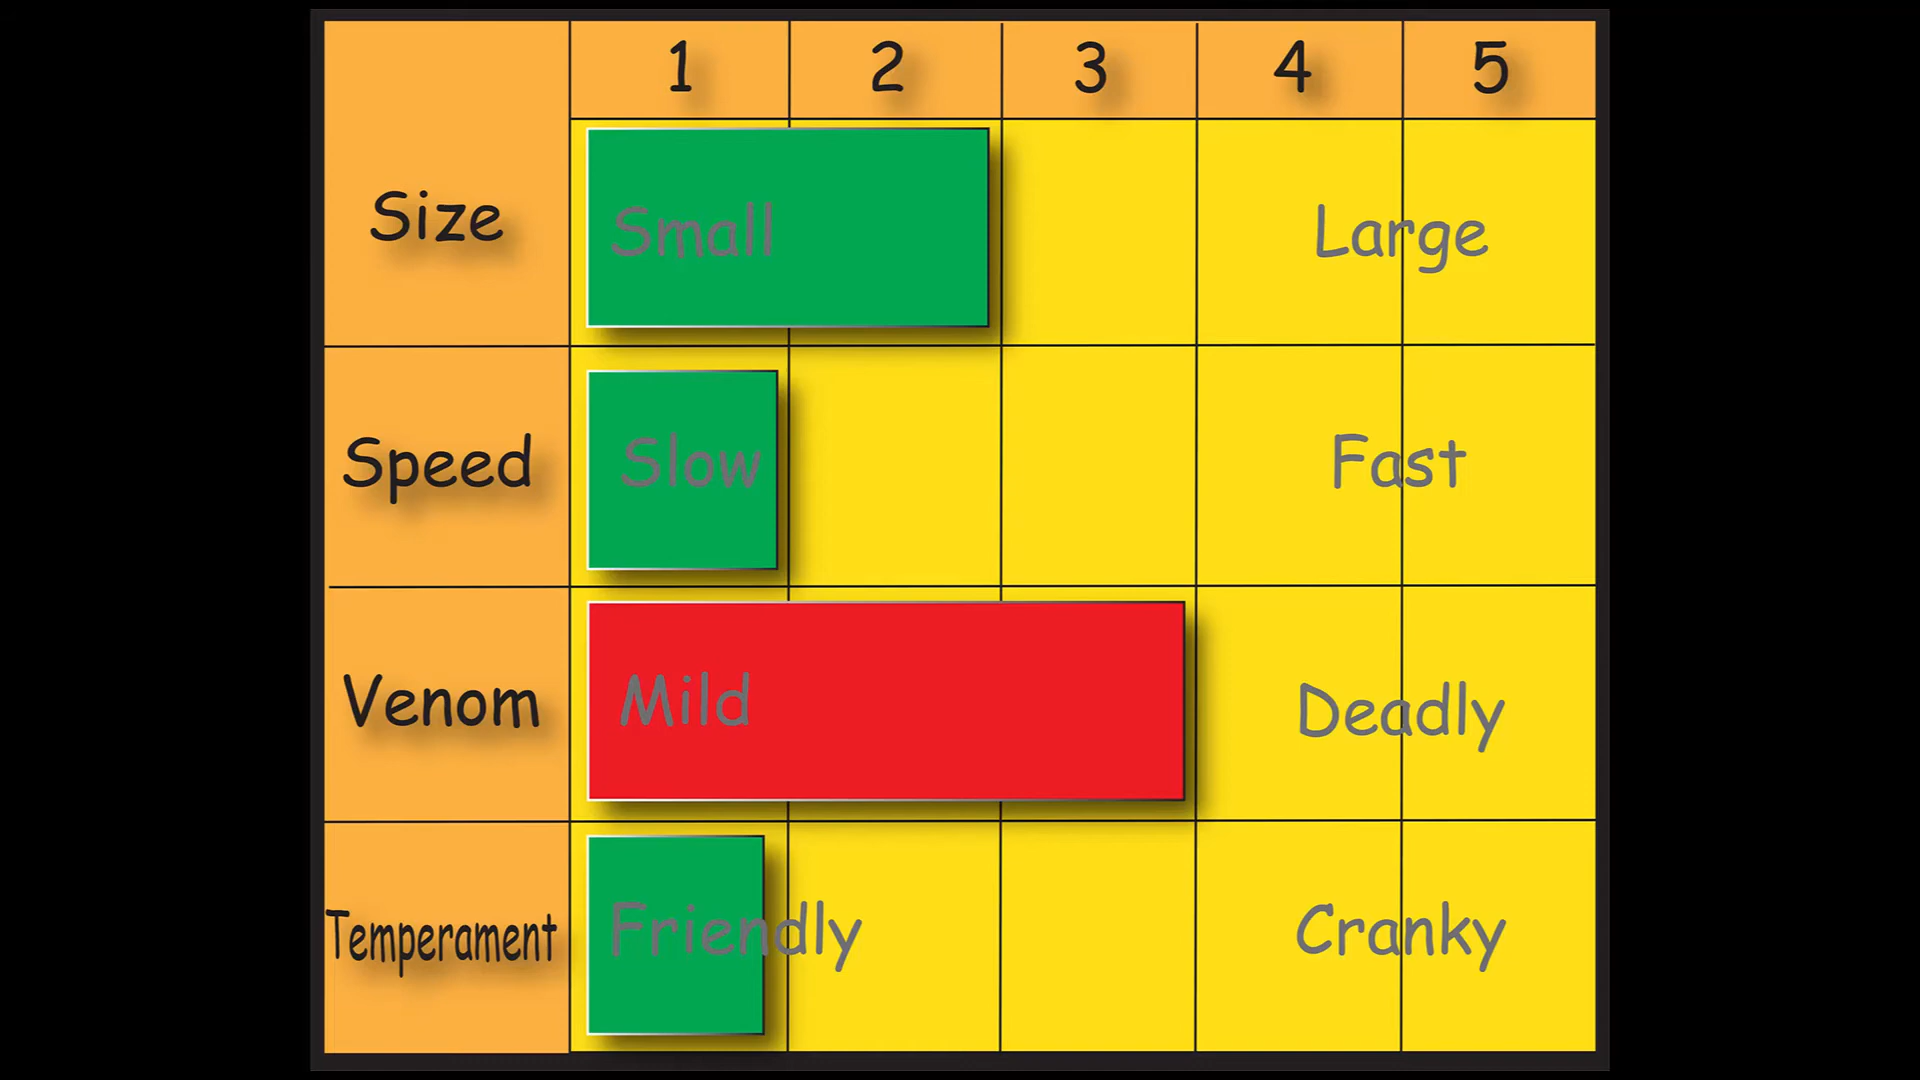 1 2 3 4 5
Size Small Large
Speed Slow Fast
Venom Mild Deadly
Temperament Friendly Cranky